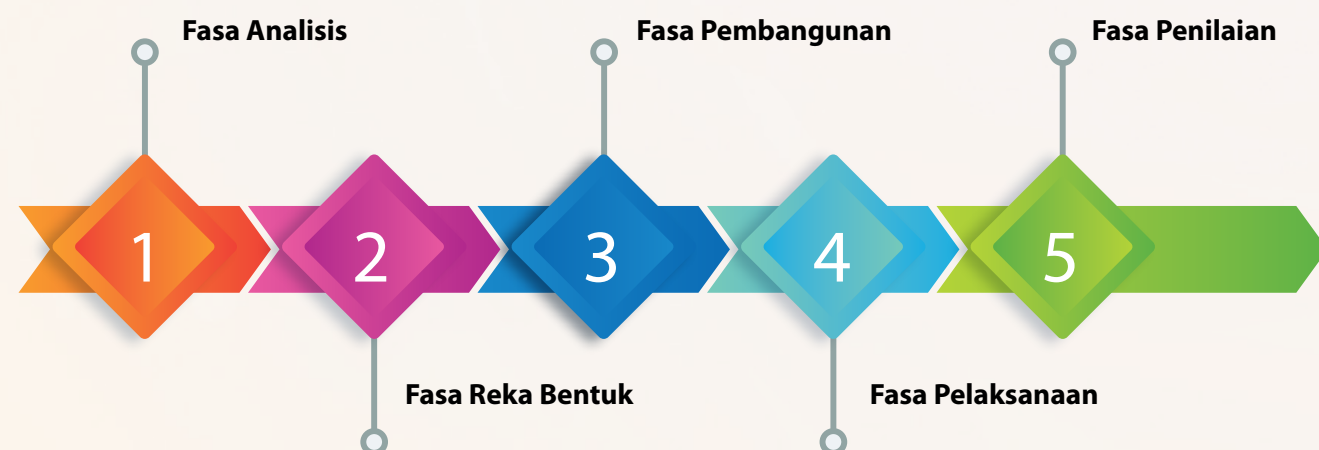 Fasa Analisis
Fasa Pembangunan
Fasa Penilaian
1
2
3
4
5
Fasa Reka Bentuk
Fasa Pelaksanaan